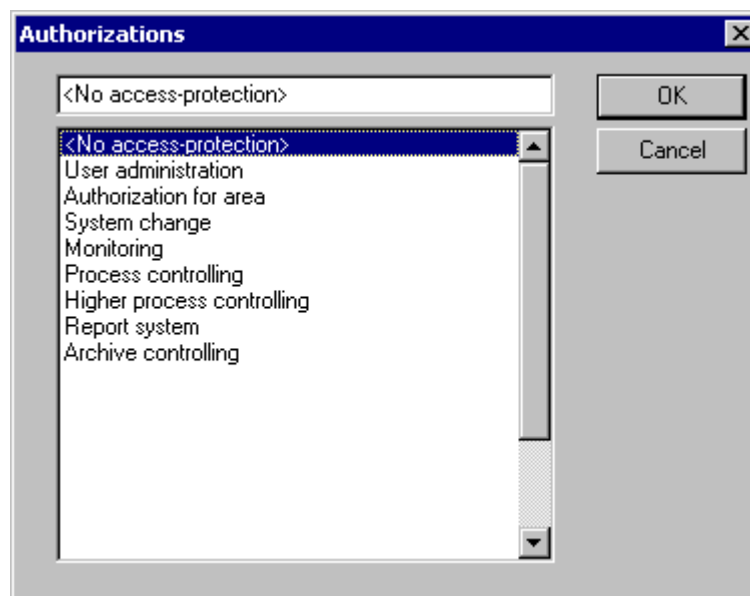 Authorizations
<No access-protection>
OK
<No access-protection>
Cancel
User administration
Authorization for area
System change
Monitoring
Process controlling
Higher process controlling
Report system
Archive controlling